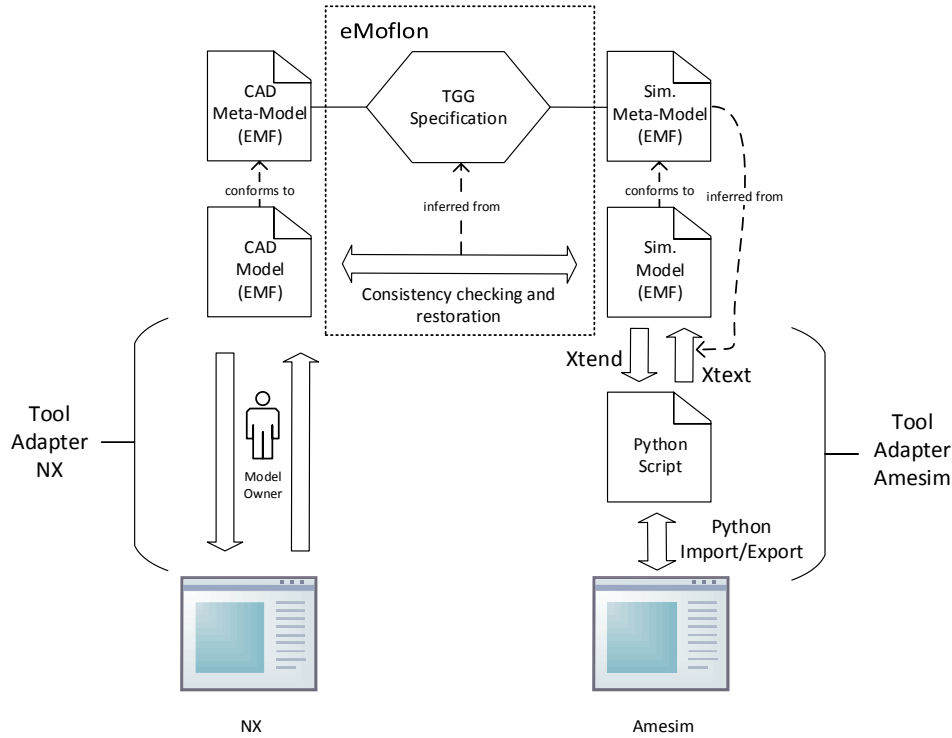 eMoflon
CAD
Meta-Model
(EMF)
TGG
Specification
Sim.
Meta-Model
(EMF)
conforms to
inferred from
conforms to
inferred from
CAD
Model
(EMF)
Sim.
Model
(EMF)
Consistency checking and
restoration
Xtend
Xtext
Tool
Adapter
NX
Model
Owner
Python
Script
Tool
Adapter
Amesim
Python
Import/Export
NX
Amesim